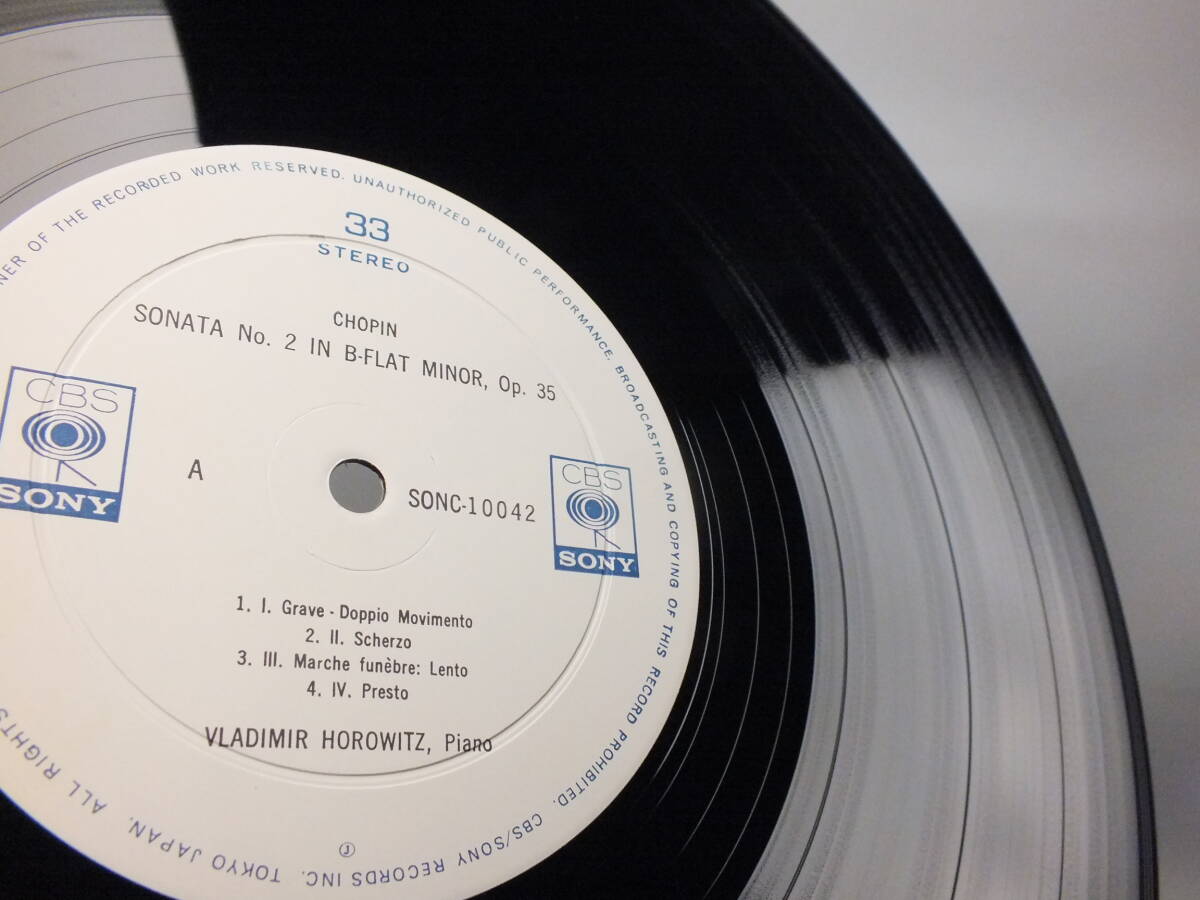 33
STEREO
CHOPIN
SONATA No. 2 IN B-FLAT MINOR, Op. 35
CBS
SONY
A
SONC-10042
CBS
SONY
1. I. Grave - Doppio Movimento
2. II. Scherzo
3. III. Marche funèbre: Lento
4. IV. Presto
VLADIMIR HOROWITZ, Piano
OF THE RECORDED WORK RESERVED. UNAUTHORIZED PUBLIC PERFORMANCE, BROADCASTING AND COPYING OF THIS RECORD PROHIBITED. CBS/SONY RECORDS INC. TOKYO JAPAN. ALL RIGHTS
J